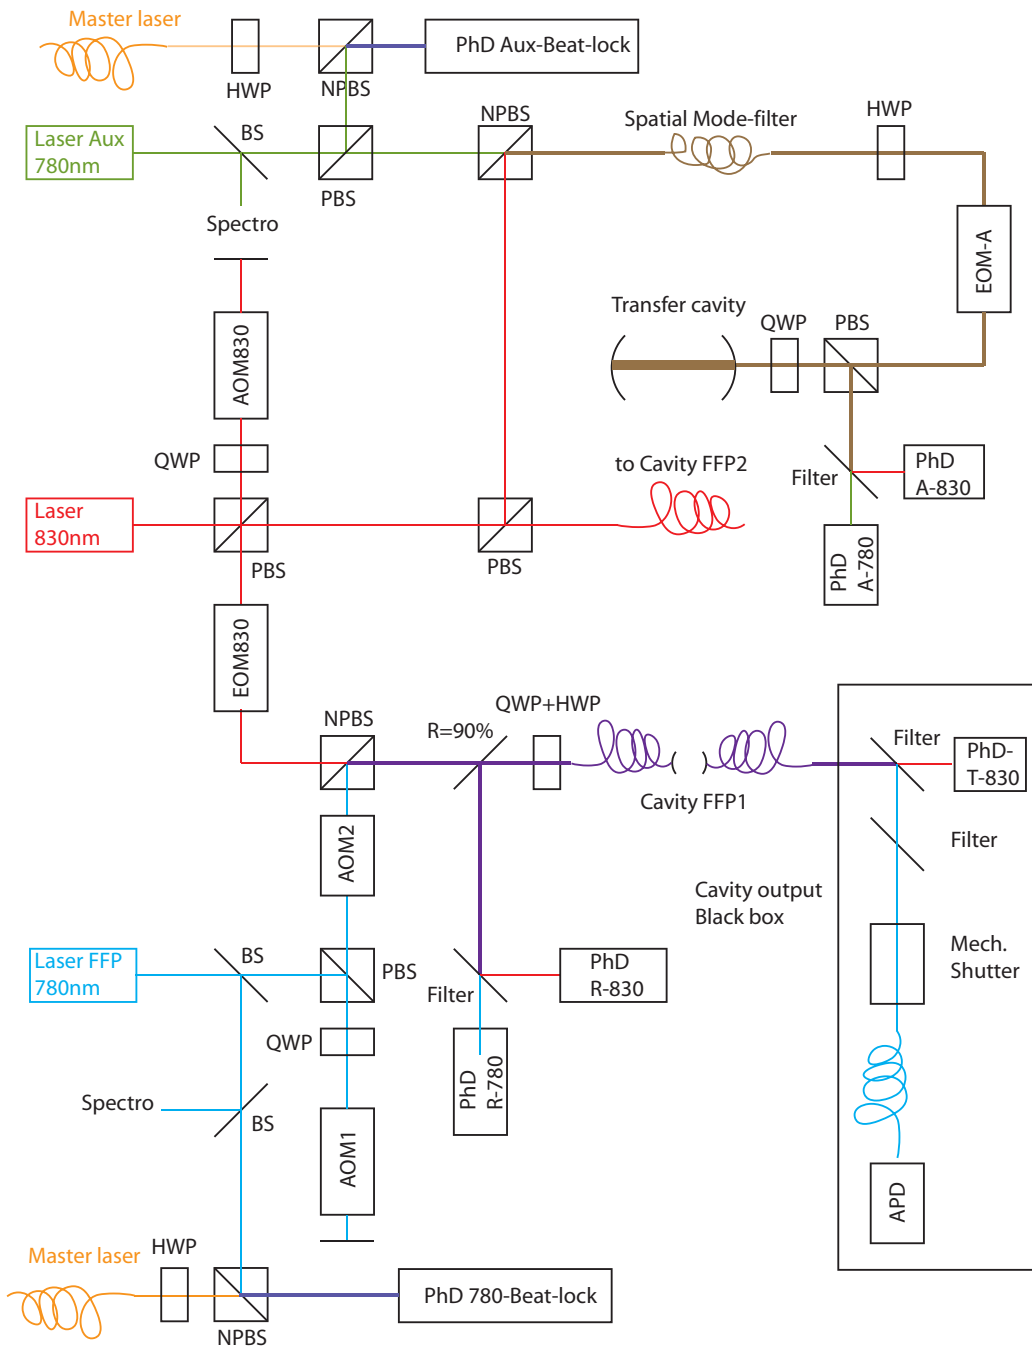 Master laser
PhD Aux-Beat-lock
HWP
NPBS
Laser Aux
780nm
BS
PBS
NPBS
Spatial Mode-filter
HWP
Spectro
EOM-A
AOM830
Transfer cavity
QWP
PBS
QWP
to Cavity FFP2
Filter
PhD
A-830
Laser
830nm
PBS
PBS
PhD
A-780
EOM830
NPBS
R=90%
QWP+HWP
Cavity FFP1
Filter
PhD-
T-830
AOM2
Filter
Cavity output
Black box
Laser FFP
780nm
BS
PBS
Filter
PhD
R-830
Mech.
Shutter
QWP
PhD
R-780
Spectro
BS
AOM1
APD
Master laser
HWP
NPBS
PhD 780-Beat-lock